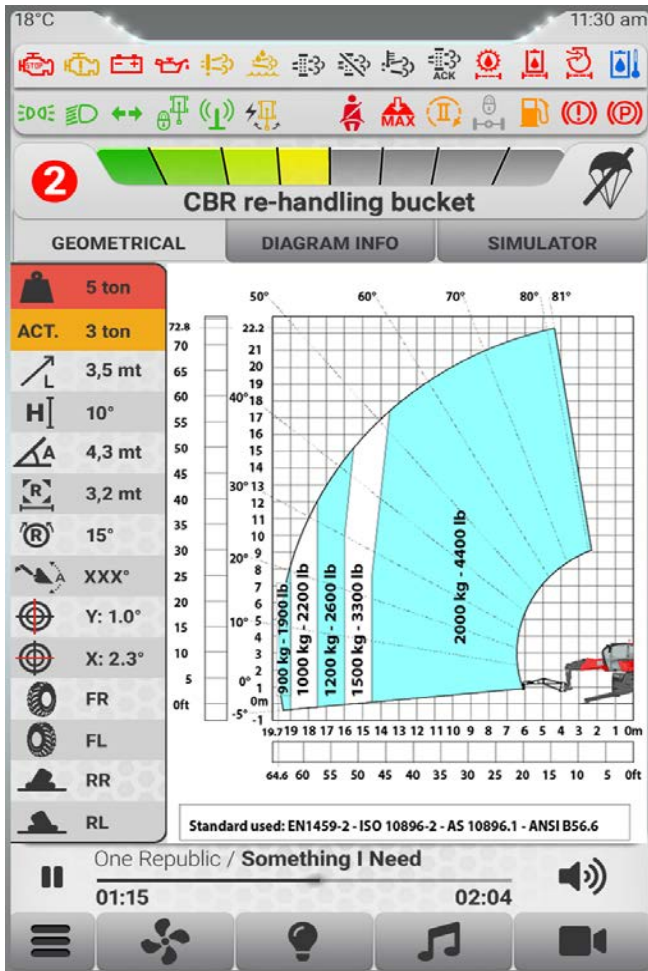 18°C 11:30 am
STOP
ACK
MAX
II
P
2
CBR re-handling bucket
GEOMETRICAL DIAGRAM INFO SIMULATOR
5 ton
ACT. 3 ton
L 3,5 mt
H 10°
A 4,3 mt
R 3,2 mt
R 15°
A XXX°
Y: 1.0°
X: 2.3°
FR
FL
RR
RL
50° 60° 70° 80° 81°
40°
30°
20°
10°
0°
-5°
72.8
70
65
60
55
50
45
40
35
30
25
20
15
10
5
0ft
22.2
21
20
19
18
17
16
15
14
13
12
11
10
9
8
7
6
5
4
3
2
1
0m
-1
900 kg - 1900 lb
1000 kg - 2200 lb
1200 kg - 2600 lb
1500 kg - 3300 lb
2000 kg - 4400 lb
19.7 19 18 17 16 15 14 13 12 11 10 9 8 7 6 5 4 3 2 1 0m
64.6 60 55 50 45 40 35 30 25 20 15 10 5 0ft
Standard used: EN1459-2 - ISO 10896-2 - AS 10896.1 - ANSI B56.6
One Republic / Something I Need
01:15 02:04